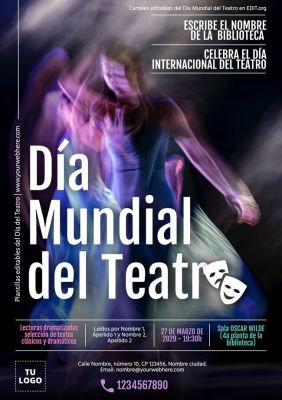 Carteles editables del Día Mundial del Teatro en EDIT.org
ESCRIBE EL NOMBRE
DE LA BIBLIOTECA
CELEBRA EL DÍA
INTERNACIONAL DEL TEATRO
Plantillas editables del Día del Teatro | www.yourwebhere.com
Día
Mundial
del Teatr
Lecturas dramatizados
selección de textos
clásicos y dramáticos
Leídos por Nombre 1,
Apellido 1 y Nombre 2,
Apellido 2
27 DE MARZO DE
2029 - 19:30h
Sala OSCAR WILDE
(4a planta de la
biblioteca)
TU
LOGO
Calle Nombre, número 10, CP 12456, Nombre ciudad.
Email: nombre@yourwebhere.com
1234567890